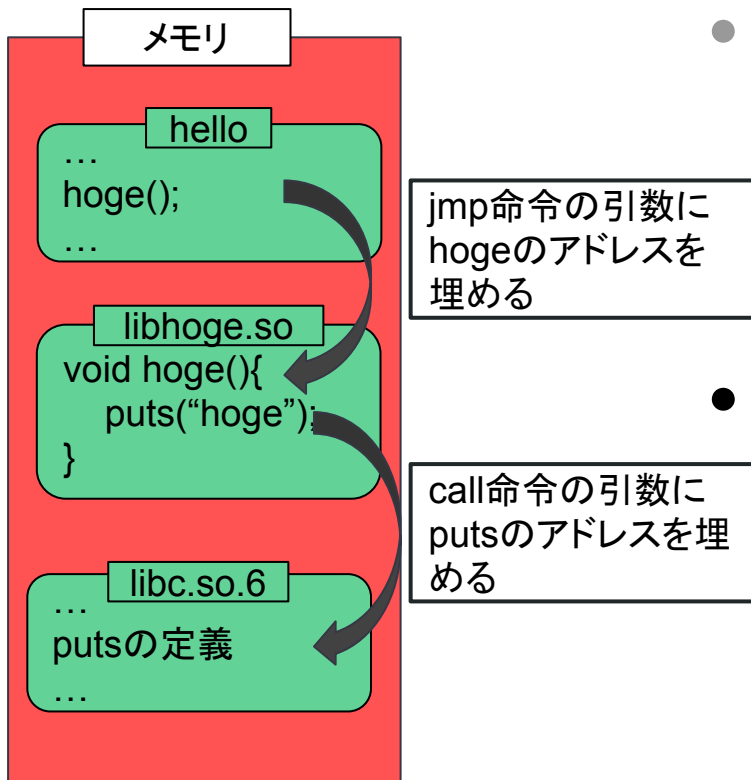 メモリ
hello
…
hoge();
…
jmp命令の引数に
hogeのアドレスを
埋める
libhoge.so
void hoge(){
puts(“hoge”);
}
call命令の引数に
putsのアドレスを埋
める
libc.so.6
…
putsの定義
…